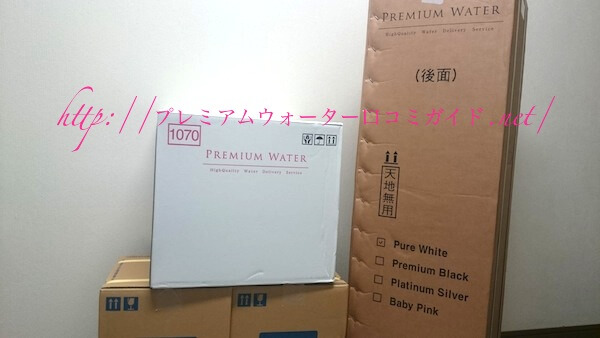 PREMIUM WATER
HighQuality Water Delivery Service
(後面)
http://プレミアムウォーター口コミガイド.net/
1070
PREMIUM WATER
HighQuality Water Delivery Service
天地無用
Pure White
Premium Black
Platinum Silver
Baby Pink